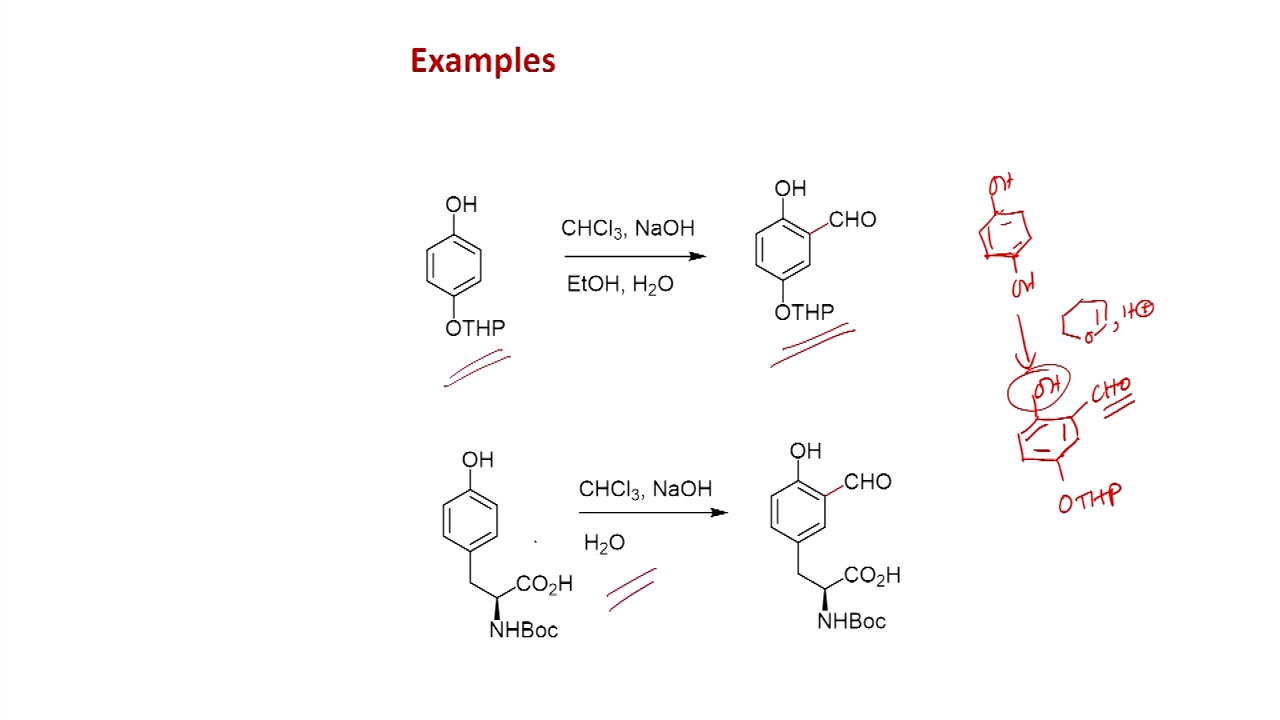 Examples
OH
CHCl3, NaOH
EtOH, H2O
OTHP
OH
CHO
OTHP
OH
OH
O, H⊕
OH
CHO
OTHP
OH
CHCl3, NaOH
H2O
CO2H
NHBoc
OH
CHO
CO2H
NHBoc